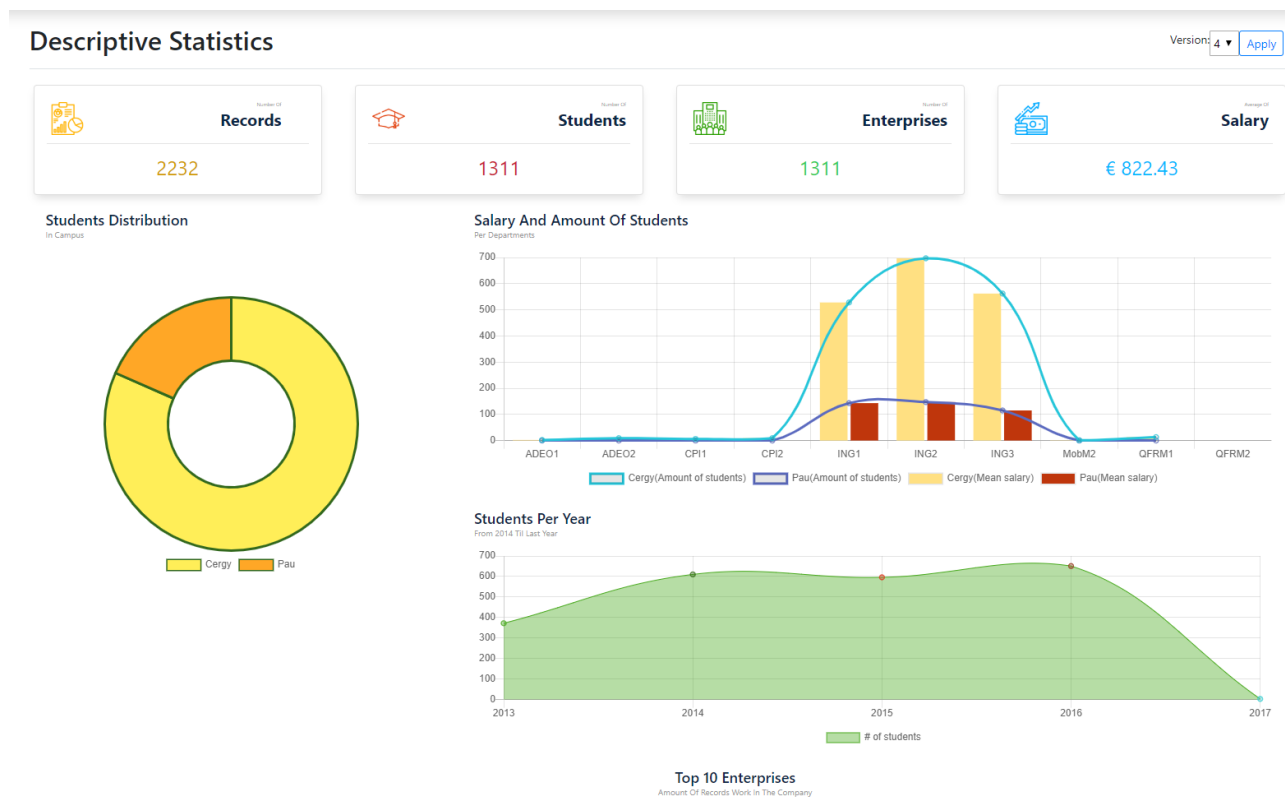 Descriptive Statistics
Version: 4 ▼ Apply
Number Of
Records
2232
Number Of
Students
1311
Number Of
Enterprises
1311
Average Of
Salary
€ 822.43
Students Distribution
In Campus
Cergy Pau
Salary And Amount Of Students
Per Departments
700
600
500
400
300
200
100
0
ADEO1 ADEO2 CPI1 CPI2 ING1 ING2 ING3 MobM2 QFRM1 QFRM2
Cergy(Amount of students) Pau(Amount of students) Cergy(Mean salary) Pau(Mean salary)
Students Per Year
From 2014 Til Last Year
700
600
500
400
300
200
100
0
2013 2014 2015 2016 2017
# of students
Top 10 Enterprises
Amount Of Records Work In The Company